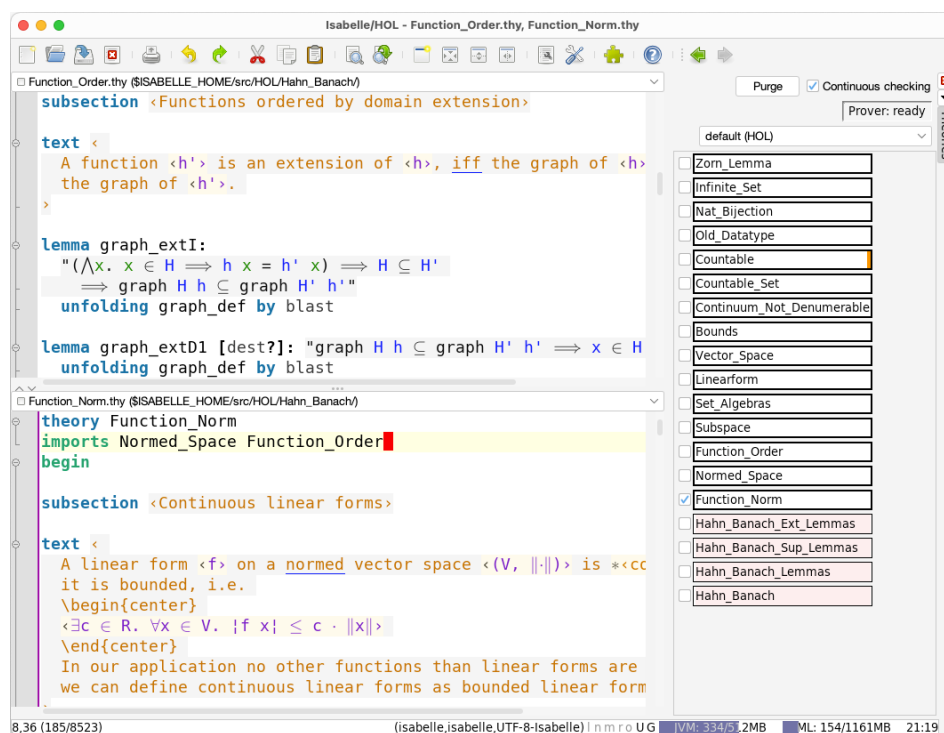 Isabelle/HOL - Function_Order.thy, Function_Norm.thy
Function_Order.thy ($ISABELLE_HOME/src/HOL/Hahn_Banach/)
subsection ‹Functions ordered by domain extension›
text ‹
A function ‹h'› is an extension of ‹h›, iff the graph of ‹h›
the graph of ‹h'›.
›
lemma graph_extI:
"(⋀x. x ∈ H ⟹ h x = h' x) ⟹ H ⊆ H'
⟹ graph H h ⊆ graph H' h'"
unfolding graph_def by blast
lemma graph_extD1 [dest?]: "graph H h ⊆ graph H' h' ⟹ x ∈ H
unfolding graph_def by blast
Function_Norm.thy ($ISABELLE_HOME/src/HOL/Hahn_Banach/)
theory Function_Norm
imports Normed_Space Function_Order
begin
subsection ‹Continuous linear forms›
text ‹
A linear form ‹f› on a normed vector space ‹(V, ∥·∥)› is *‹co
it is bounded, i.e.
\begin{center}
‹∃c ∈ R. ∀x ∈ V. ¦f x¦ ≤ c · ∥x∥›
\end{center}
In our application no other functions than linear forms are
we can define continuous linear forms as bounded linear form
Purge
Continuous checking
Prover: ready
default (HOL)
Zorn_Lemma
Infinite_Set
Nat_Bijection
Old_Datatype
Countable
Countable_Set
Continuum_Not_Denumerable
Bounds
Vector_Space
Linearform
Set_Algebras
Subspace
Function_Order
Normed_Space
Function_Norm
Hahn_Banach_Ext_Lemmas
Hahn_Banach_Sup_Lemmas
Hahn_Banach_Lemmas
Hahn_Banach
8,36 (185/8523)
(isabelle,isabelle,UTF-8-Isabelle) l n m r o U G
JVM: 334/512MB
ML: 154/1161MB
21:19